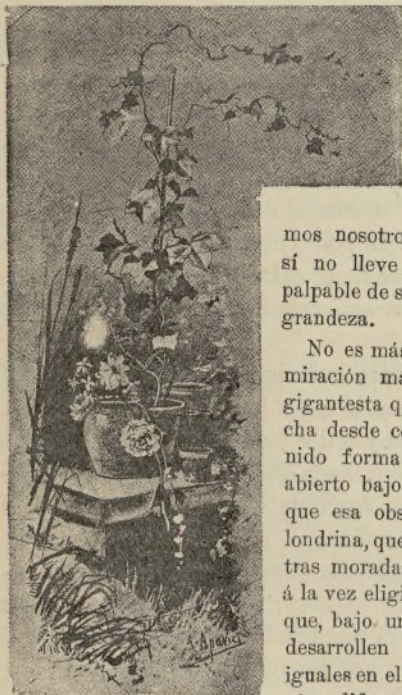 mos nosotro
sí no lleve
palpable de s
grandeza.
No es más
miración ma
gigantesta q
cha desde c
nido forma
abierto bajo
que esa obs
londrina, que
tras morada
á la vez eligi
que, bajo un
desarrollen
iguales en el